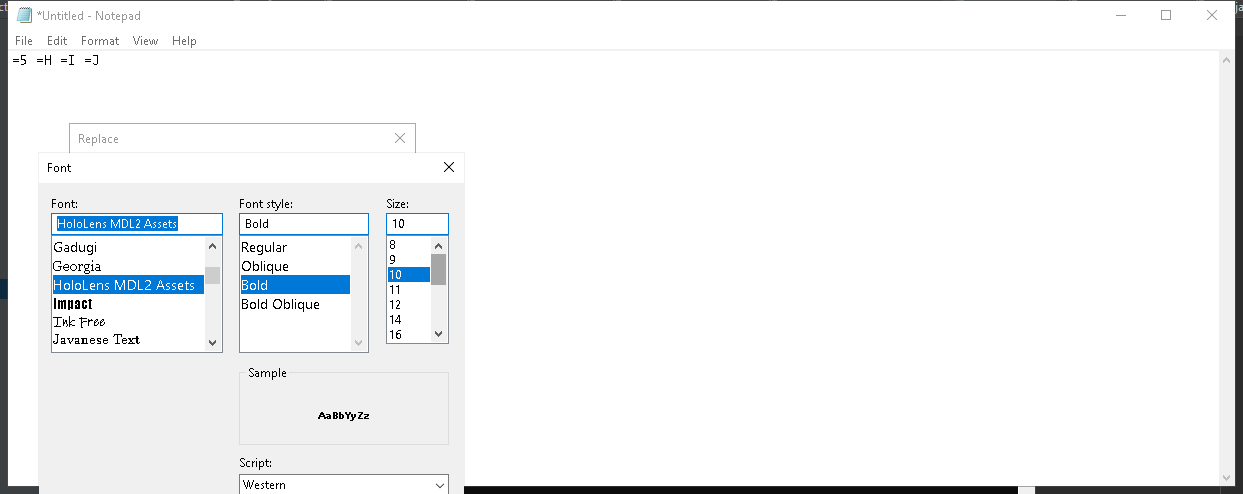 *Untitled - Notepad
File Edit Format View Help
=5 =H =I =J
Replace
Font
Font: Font style: Size:
HoloLens MDL2 Assets Bold 10
Gadugi Regular 8
Georgia Oblique 9
HoloLens MDL2 Assets Bold 10
Impact Bold Oblique 11
Ink Free 12
Javanese Text 14
16
Sample
AaBbYyZz
Script:
Western